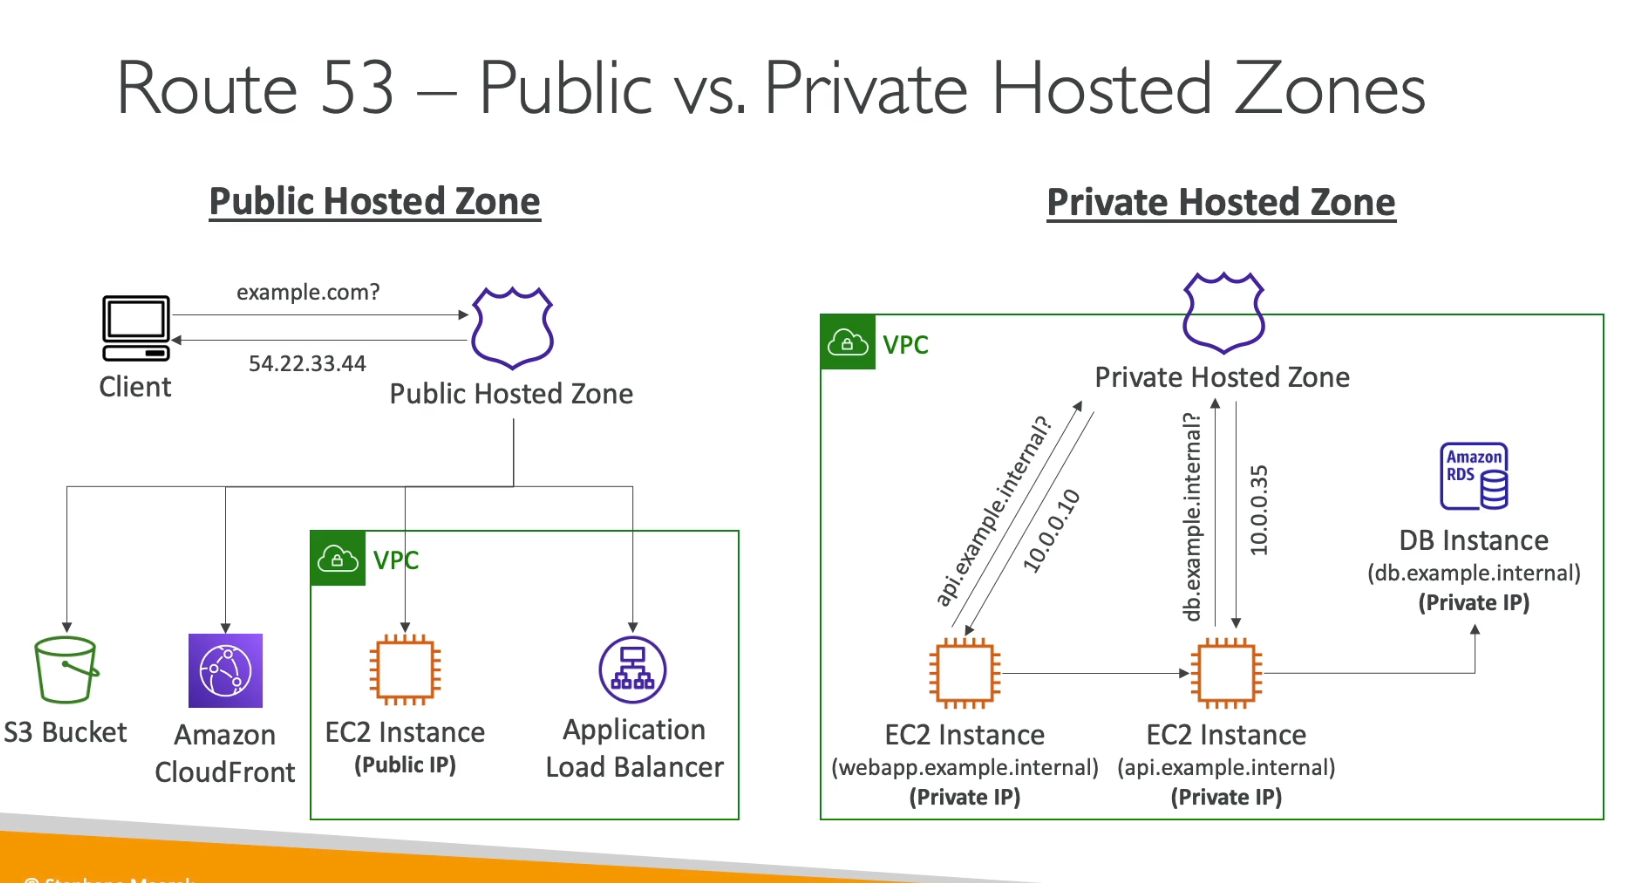 Route 53 – Public vs. Private Hosted Zones
Public Hosted Zone
example.com?
54.22.33.44
Client
Public Hosted Zone
VPC
S3 Bucket
Amazon
CloudFront
EC2 Instance
(Public IP)
Application
Load Balancer
Private Hosted Zone
VPC
Private Hosted Zone
api.example.internal?
10.0.0.10
db.example.internal?
10.0.0.35
Amazon
RDS
DB Instance
(db.example.internal)
(Private IP)
EC2 Instance
(webapp.example.internal)
(Private IP)
EC2 Instance
(api.example.internal)
(Private IP)